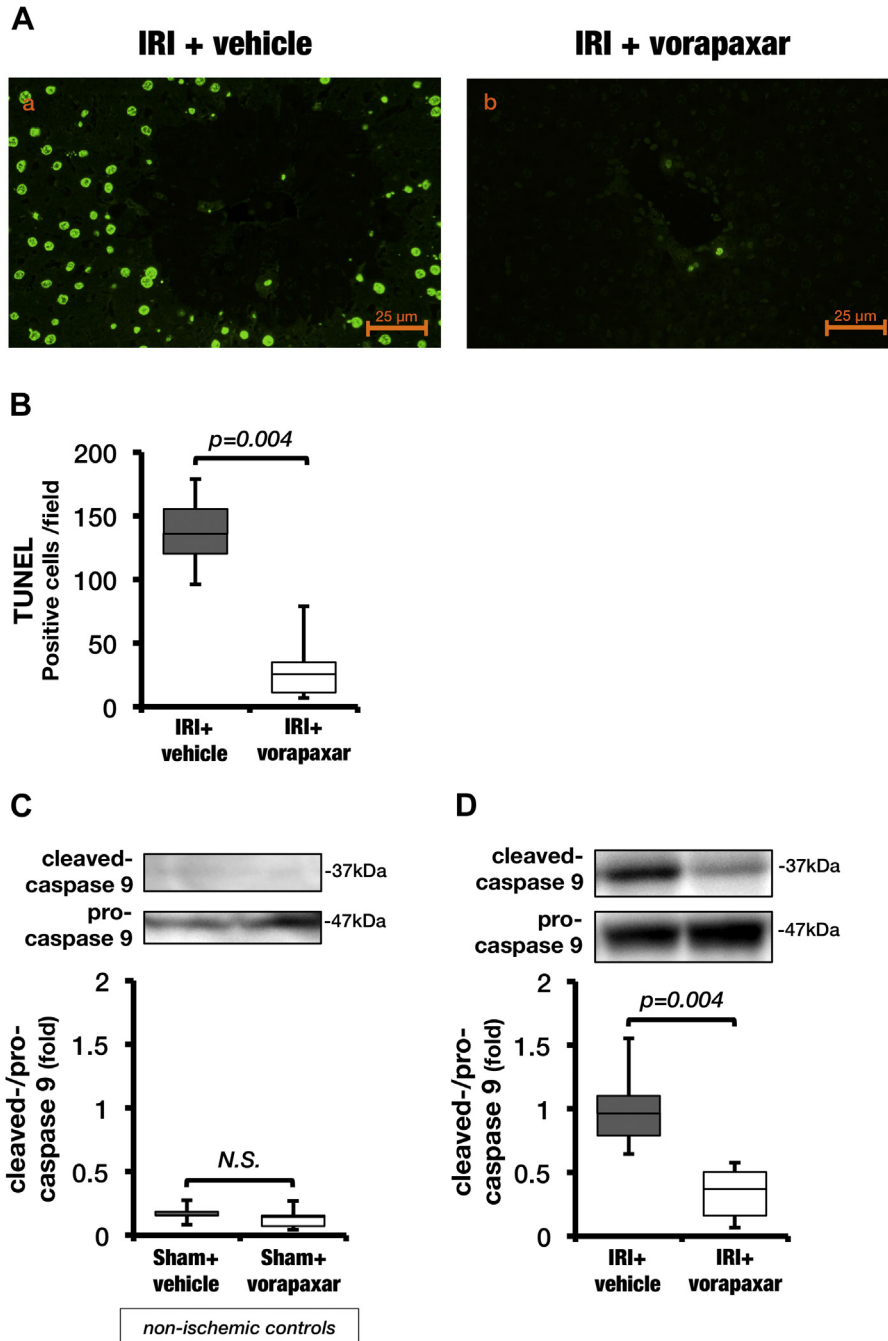 A
IRI + vehicle
IRI + vorapaxar
a
25 µm
b
25 µm
B
p=0.004
TUNEL
Positive cells /field
200
150
100
50
0
IRI+
vehicle
IRI+
vorapaxar
C
cleaved-
caspase 9
-37kDa
pro-
caspase 9
-47kDa
cleaved-/pro-
caspase 9 (fold)
2
1.5
1
0.5
0
N.S.
Sham+
vehicle
Sham+
vorapaxar
non-ischemic controls
D
cleaved-
caspase 9
-37kDa
pro-
caspase 9
-47kDa
cleaved-/pro-
caspase 9 (fold)
2
1.5
1
0.5
0
p=0.004
IRI+
vehicle
IRI+
vorapaxar